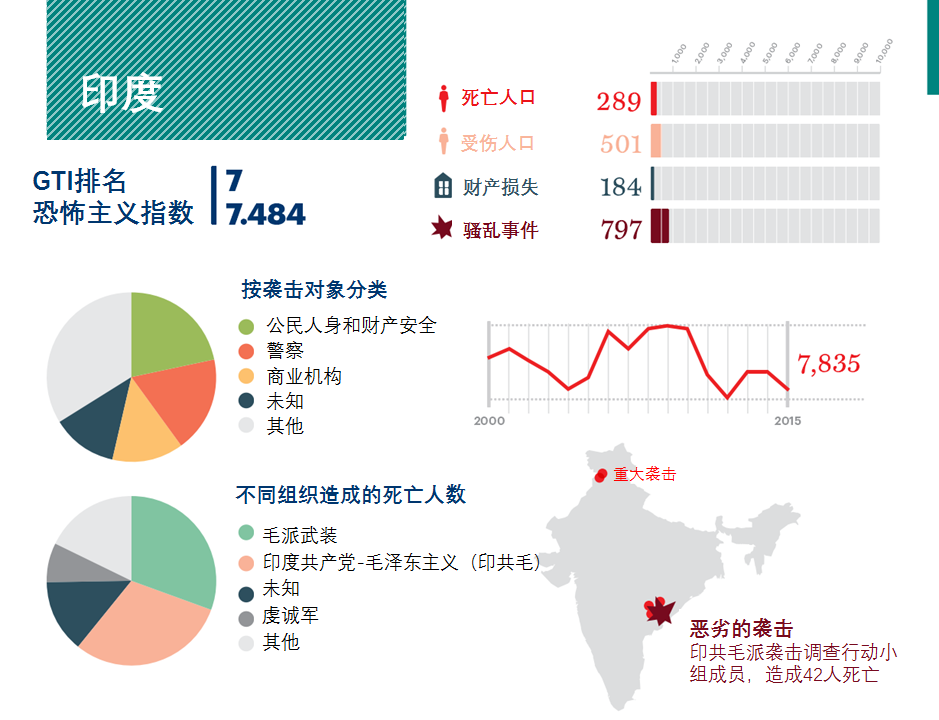 印度
GTI排名 7
恐怖主义指数 7.484
1,000 2,000 3,000 4,000 5,000 6,000 7,000 8,000 9,000 10,000
死亡人口 289
受伤人口 501
财产损失 184
骚乱事件 797
按袭击对象分类
公民人身和财产安全
警察
商业机构
未知
其他
7,835
2000 2015
不同组织造成的死亡人数
毛派武装
印度共产党-毛泽东主义（印共毛）
未知
虔诚军
其他
重大袭击
恶劣的袭击
印共毛派袭击调查行动小
组成员，造成42人死亡